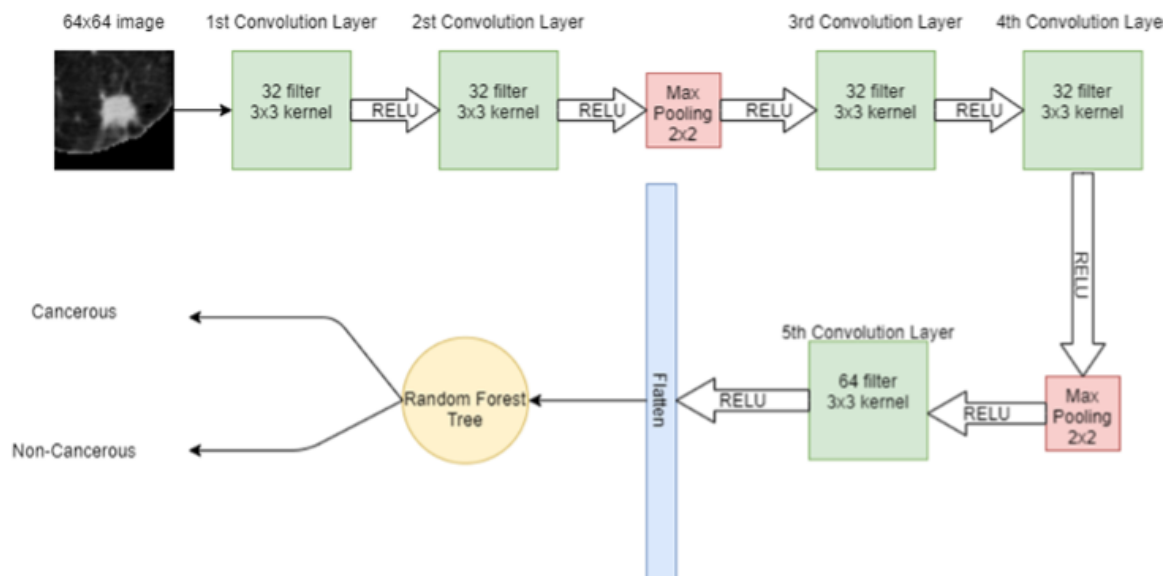 64x64 image
1st Convolution Layer
2st Convolution Layer
3rd Convolution Layer
4th Convolution Laye
32 filter
3x3 kernel
RELU
32 filter
3x3 kernel
RELU
Max
Pooling
2x2
RELU
32 filter
3x3 kernel
RELU
32 filter
3x3 kernel
RELU
5th Convolution Layer
Max
Pooling
2x2
RELU
64 filter
3x3 kernel
RELU
Flatten
Random Forest
Tree
Cancerous
Non-Cancerous